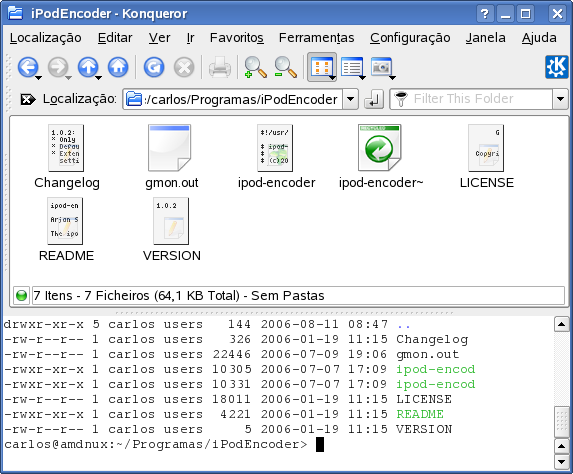 iPodEncoder - Konqueror
Localização Editar Ver Ir Favoritos Ferramentas Configuração Janela Ajuda
Localização: :/carlos/Programas/iPodEncoder Filter This Folder
1.0.2:
* Only
* Defau
* Exten
setti
#!/usr/
# ipod-
# (c)20
RECYCLED
G
Copyri
Changelog gmon.out ipod-encoder ipod-encoder~ LICENSE
ipod-en
Arjan S
The ipo
1.0.2
README VERSION
7 Itens - 7 Ficheiros (64,1 KB Total) - Sem Pastas
drwxr-xr-x 5 carlos users 144 2006-08-11 08:47 ..
-rw-r--r-- 1 carlos users 326 2006-01-19 11:15 Changelog
-rw-r--r-- 1 carlos users 22446 2006-07-09 19:06 gmon.out
-rwxr-xr-x 1 carlos users 10305 2006-07-07 17:09 ipod-encod
-rwxr-xr-x 1 carlos users 10331 2006-07-07 17:09 ipod-encod
-rw-r--r-- 1 carlos users 18011 2006-01-19 11:15 LICENSE
-rwxr-xr-x 1 carlos users 4221 2006-01-19 11:15 README
-rw-r--r-- 1 carlos users 5 2006-01-19 11:15 VERSION
carlos@amdnux:~/Programas/iPodEncoder>